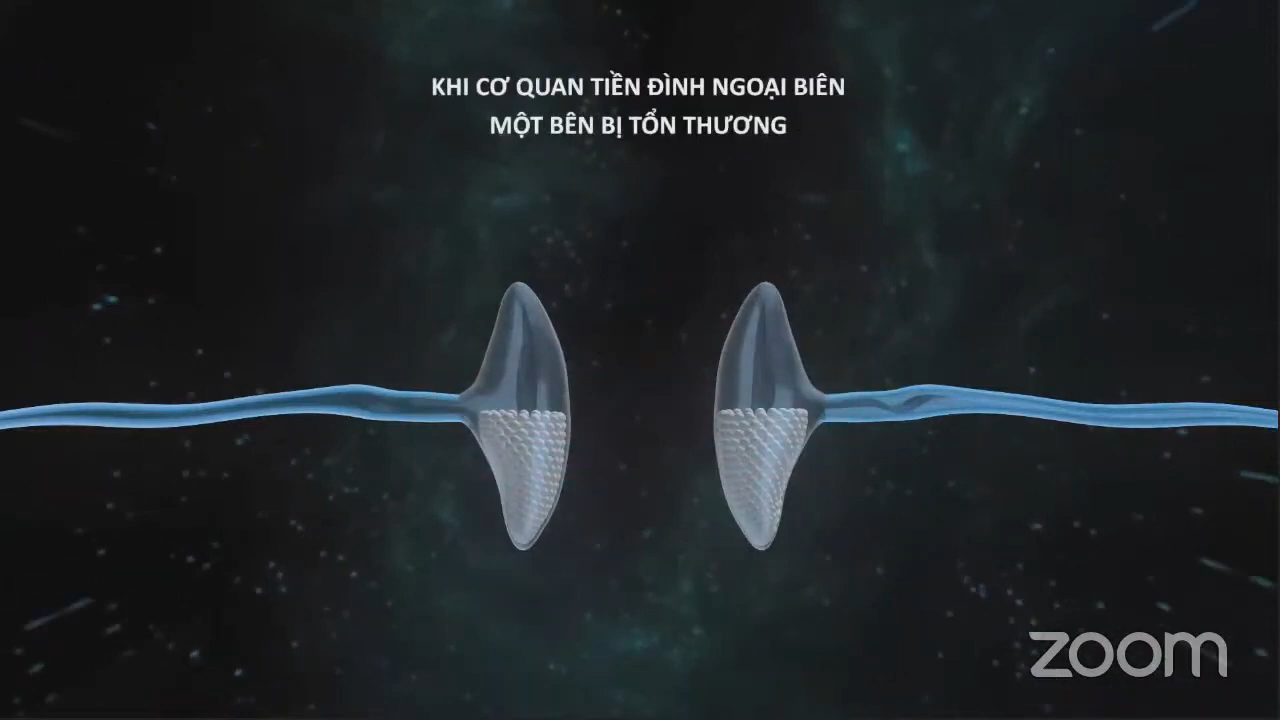 KHI CƠ QUAN TIỀN ĐÌNH NGOẠI BIÊN
MỘT BÊN BỊ TỔN THƯƠNG
zoom